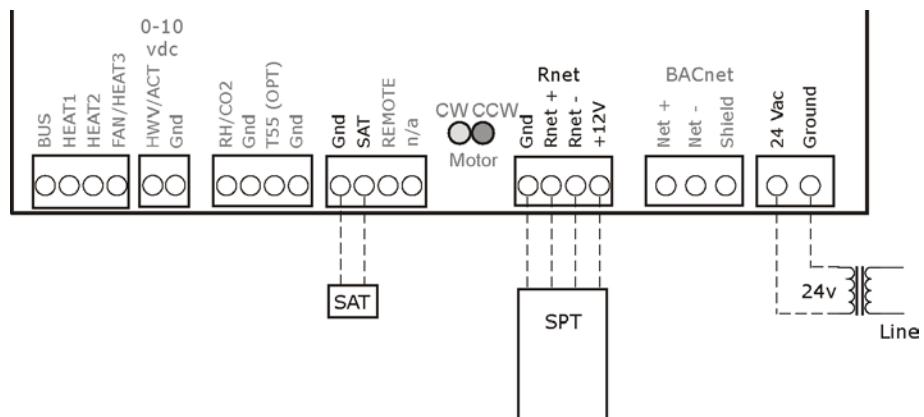 0-10
vdc
BUS
HEAT1
HEAT2
FAN/HEAT3
HWV/ACT
Gnd
RH/CO2
Gnd
T55 (OPT)
Gnd
Gnd
SAT
REMOTE
n/a
CW CCW
Motor
Rnet
Gnd
Rnet +
Rnet -
+12V
BACnet
Net +
Net -
Shield
24 Vac
Ground
SAT
SPT
24v
Line